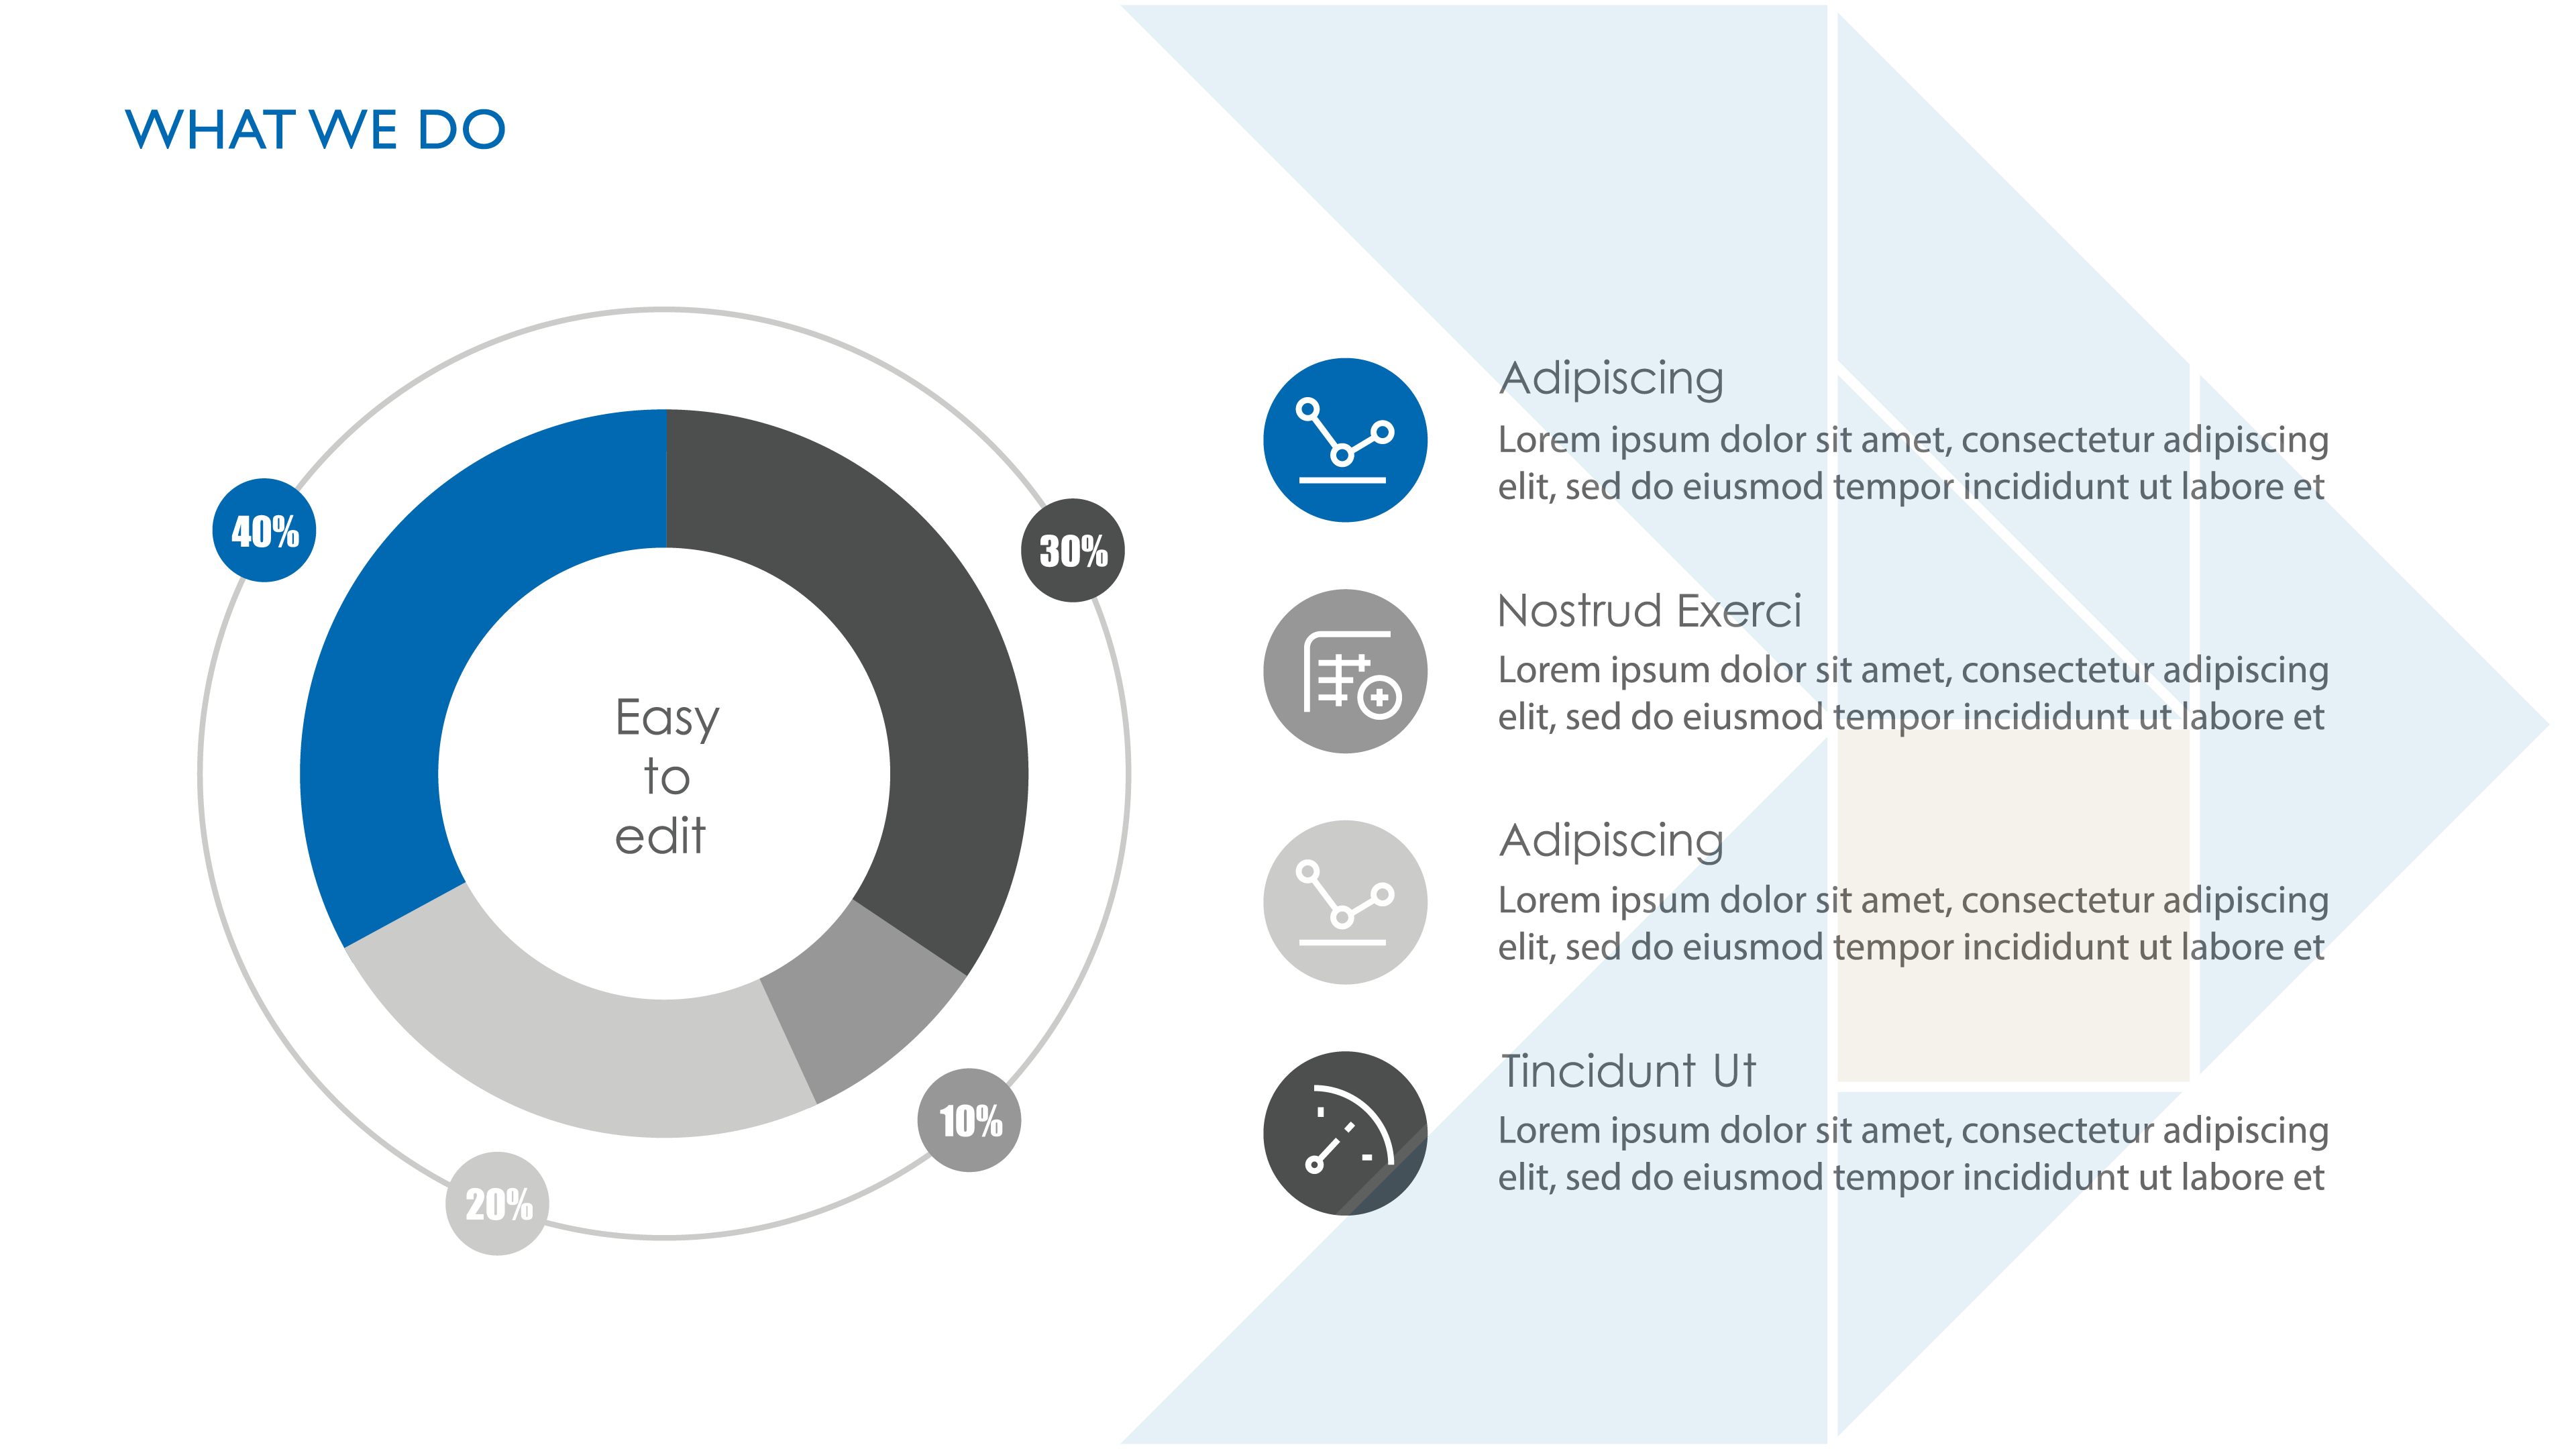 WHAT WE DO
40%
30%
Easy
to
edit
10%
20%
Adipiscing
Lorem ipsum dolor sit amet, consectetur adipiscing
elit, sed do eiusmod tempor incididunt ut labore et
Nostrud Exerci
Lorem ipsum dolor sit amet, consectetur adipiscing
elit, sed do eiusmod tempor incididunt ut labore et
Adipiscing
Lorem ipsum dolor sit amet, consectetur adipiscing
elit, sed do eiusmod tempor incididunt ut labore et
Tincidunt Ut
Lorem ipsum dolor sit amet, consectetur adipiscing
elit, sed do eiusmod tempor incididunt ut labore et